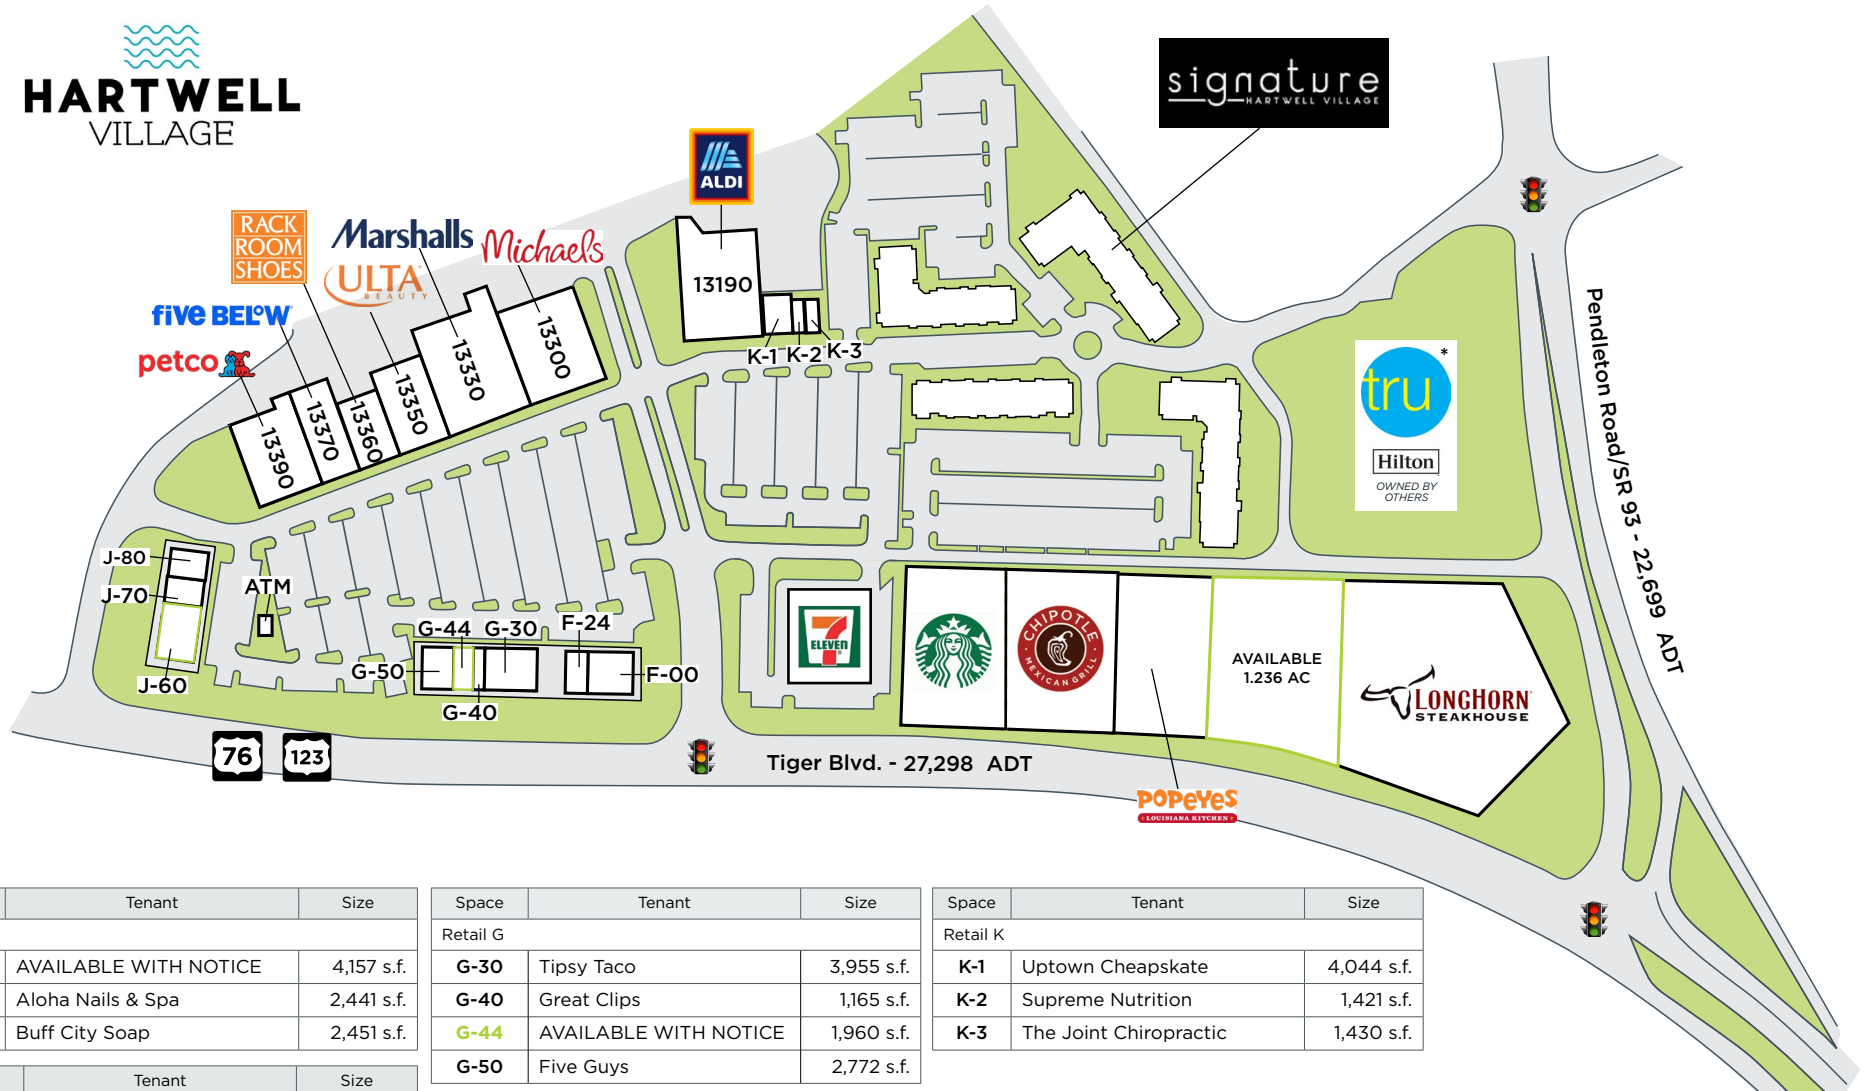 HARTWELL
VILLAGE
signature
HARTWELL VILLAGE
ALDI
RACK
ROOM
SHOES
Marshalls
Michaels
ULTA
BEAUTY
five BELOW
petco
13190
K-1 K-2 K-3
13300
13330
13350
13360
13370
13390
tru
*
Hilton
OWNED BY
OTHERS
Pendleton Road/SR 93 - 22,699 ADT
J-80
J-70
J-60
ATM
G-44 G-30 F-24
G-50
F-00
G-40
7
ELEVEN
CHIPOTLE
MEXICAN GRILL
AVAILABLE
1.236 AC
LONGHORN
STEAKHOUSE
76
123
Tiger Blvd. - 27,298 ADT
POPEYES
LOUISIANA KITCHEN
Tenant Size
AVAILABLE WITH NOTICE 4,157 s.f.
Aloha Nails & Spa 2,441 s.f.
Buff City Soap 2,451 s.f.
Tenant Size
Space Tenant Size
Retail G
G-30 Tipsy Taco 3,955 s.f.
G-40 Great Clips 1,165 s.f.
G-44 AVAILABLE WITH NOTICE 1,960 s.f.
G-50 Five Guys 2,772 s.f.
Space Tenant Size
Retail K
K-1 Uptown Cheapskate 4,044 s.f.
K-2 Supreme Nutrition 1,421 s.f.
K-3 The Joint Chiropractic 1,430 s.f.